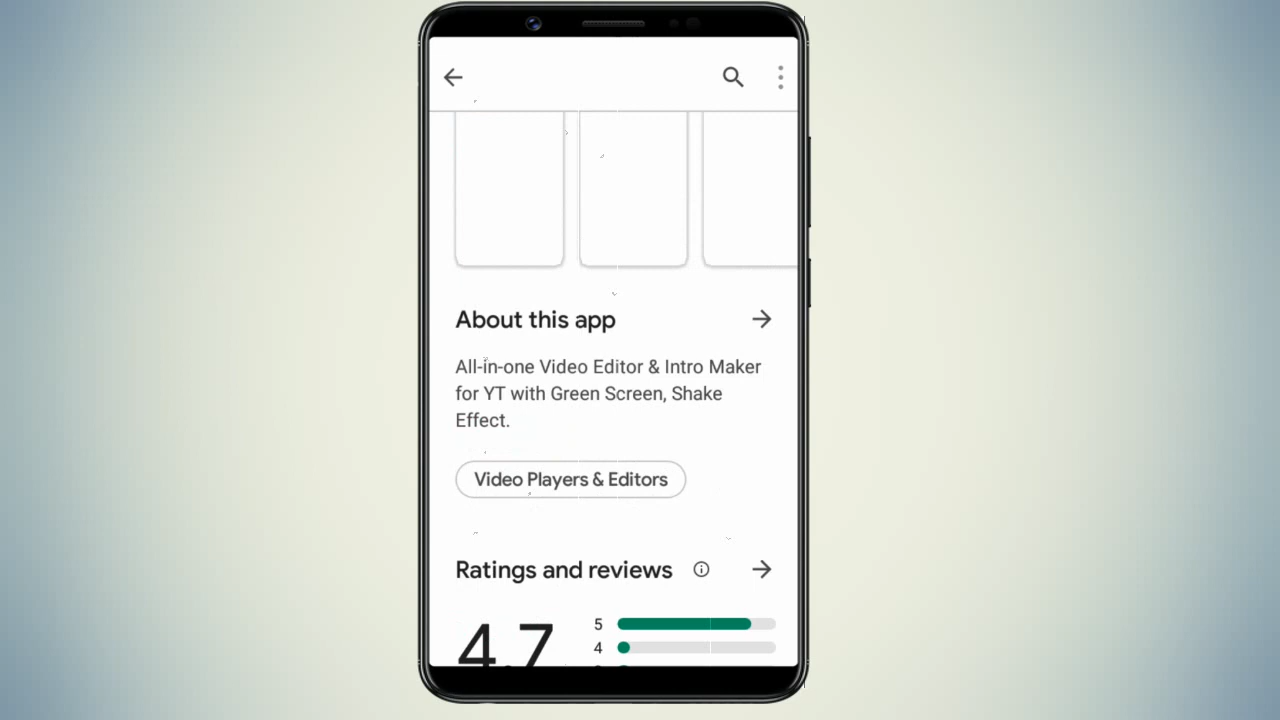 About this app
All-in-one Video Editor & Intro Maker
for YT with Green Screen, Shake
Effect.
Video Players & Editors
Ratings and reviews
4.7
5
4